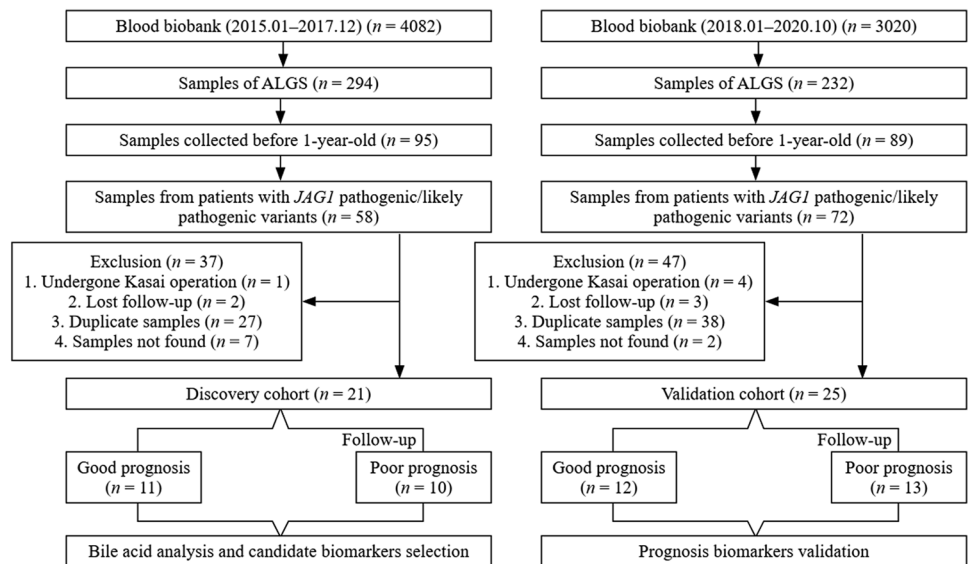 Blood biobank (2015.01–2017.12) (n = 4082)
Samples of ALGS (n = 294)
Samples collected before 1-year-old (n = 95)
Samples from patients with JAG1 pathogenic/likely
pathogenic variants (n = 58)
Exclusion (n = 37)
1. Undergone Kasai operation (n = 1)
2. Lost follow-up (n = 2)
3. Duplicate samples (n = 27)
4. Samples not found (n = 7)
Discovery cohort (n = 21)
Follow-up
Good prognosis
(n = 11)
Poor prognosis
(n = 10)
Bile acid analysis and candidate biomarkers selection
Blood biobank (2018.01–2020.10) (n = 3020)
Samples of ALGS (n = 232)
Samples collected before 1-year-old (n = 89)
Samples from patients with JAG1 pathogenic/likely
pathogenic variants (n = 72)
Exclusion (n = 47)
1. Undergone Kasai operation (n = 4)
2. Lost follow-up (n = 3)
3. Duplicate samples (n = 38)
4. Samples not found (n = 2)
Validation cohort (n = 25)
Follow-up
Good prognosis
(n = 12)
Poor prognosis
(n = 13)
Prognosis biomarkers validation